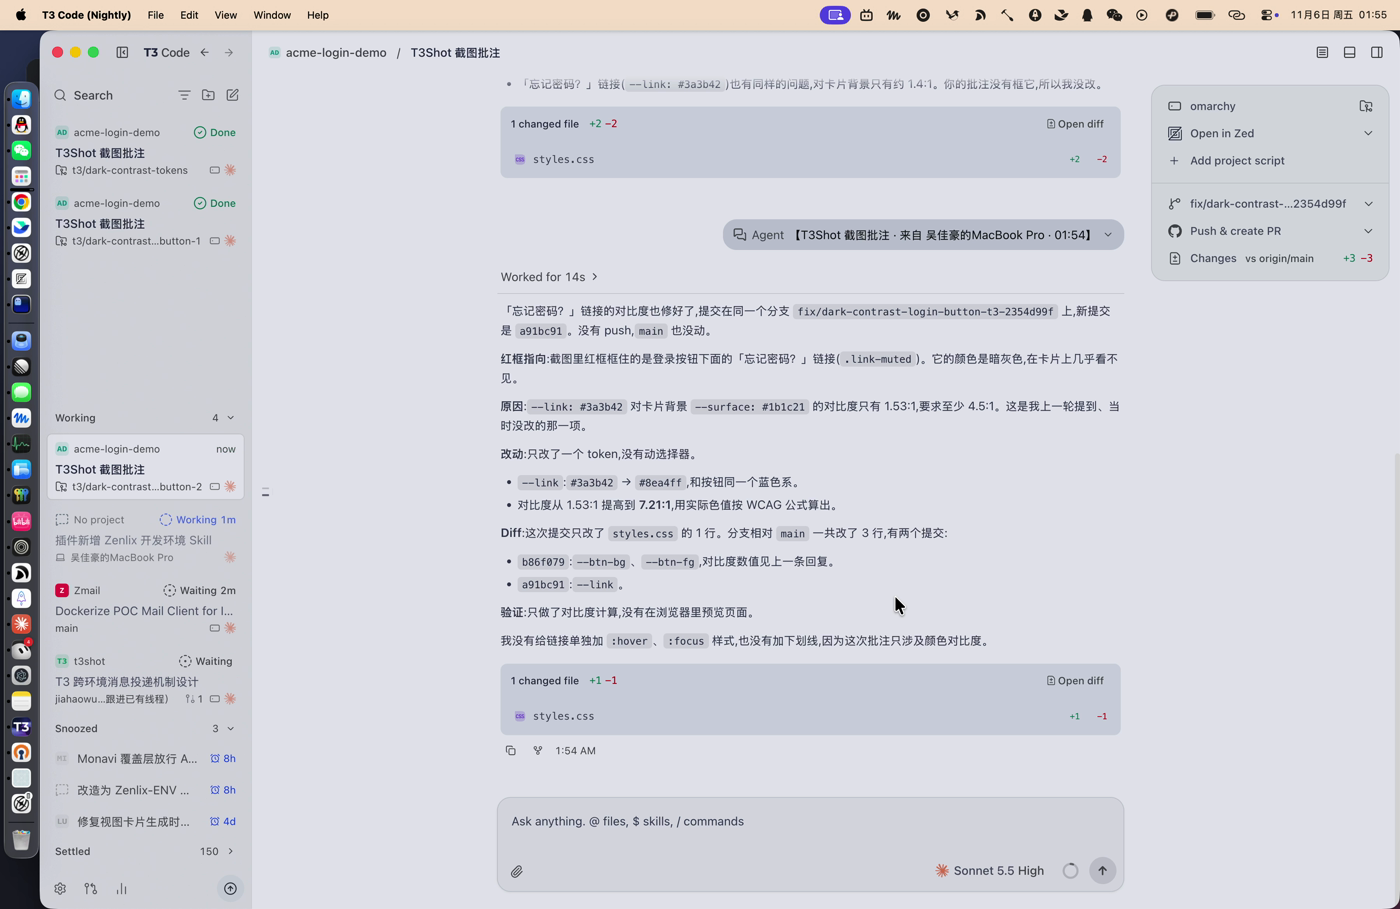 T3 Code (Nightly) File Edit View Window Help
11月6日 周五 01:55
T3 Code
Search
acme-login-demo Done
T3Shot 截图批注
t3/dark-contrast-tokens
acme-login-demo Done
T3Shot 截图批注
t3/dark-contrast...button-1
Working 4
acme-login-demo now
T3Shot 截图批注
t3/dark-contrast...button-2
No project Working 1m
插件新增 Zenlix 开发环境 Skill
吴佳豪的MacBook Pro
Zmail Waiting 2m
Dockerize POC Mail Client for I...
main
T3 t3shot Waiting
T3 跨环境消息投递机制设计
jiahaowu...跟进已有线程) 1
Snoozed 3
MI Monavi 覆盖层放行 A... 8h
改造为 Zenlix-ENV ... 8h
LU 修复视图卡片生成时... 4d
Settled 150
AD acme-login-demo / T3Shot 截图批注
• 「忘记密码？」链接(--link: #3a3b42)也有同样的问题,对卡片背景只有约 1.4:1。你的批注没有框它,所以我没改。
1 changed file +2 −2 Open diff
styles.css +2 −2
Agent 【T3Shot 截图批注 · 来自 吴佳豪的MacBook Pro · 01:54】
Worked for 14s
「忘记密码？」链接的对比度也修好了,提交在同一个分支 fix/dark-contrast-login-button-t3-2354d99f 上,新提交
是 a91bc91。没有 push,main 也没动。
红框指向:截图里红框框住的是登录按钮下面的「忘记密码？」链接(.link-muted)。它的颜色是暗灰色,在卡片上几乎看不
见。
原因:--link: #3a3b42 对卡片背景 --surface: #1b1c21 的对比度只有 1.53:1,要求至少 4.5:1。这是我上一轮提到、当
时没改的那一项。
改动:只改了一个 token,没有动选择器。
• --link:#3a3b42 → #8ea4ff,和按钮同一个蓝色系。
• 对比度从 1.53:1 提高到 7.21:1,用实际色值按 WCAG 公式算出。
Diff:这次提交只改了 styles.css 的 1 行。分支相对 main 一共改了 3 行,有两个提交:
• b86f079:--btn-bg、--btn-fg,对比度数值见上一条回复。
• a91bc91:--link。
验证:只做了对比度计算,没有在浏览器里预览页面。
我没有给链接单独加 :hover、:focus 样式,也没有加下划线,因为这次批注只涉及颜色对比度。
1 changed file +1 −1 Open diff
styles.css +1 −1
1:54 AM
Ask anything. @ files, $ skills, / commands
Sonnet 5.5 High
omarchy
Open in Zed
Add project script
fix/dark-contrast-...2354d99f
Push & create PR
Changes vs origin/main +3 −3